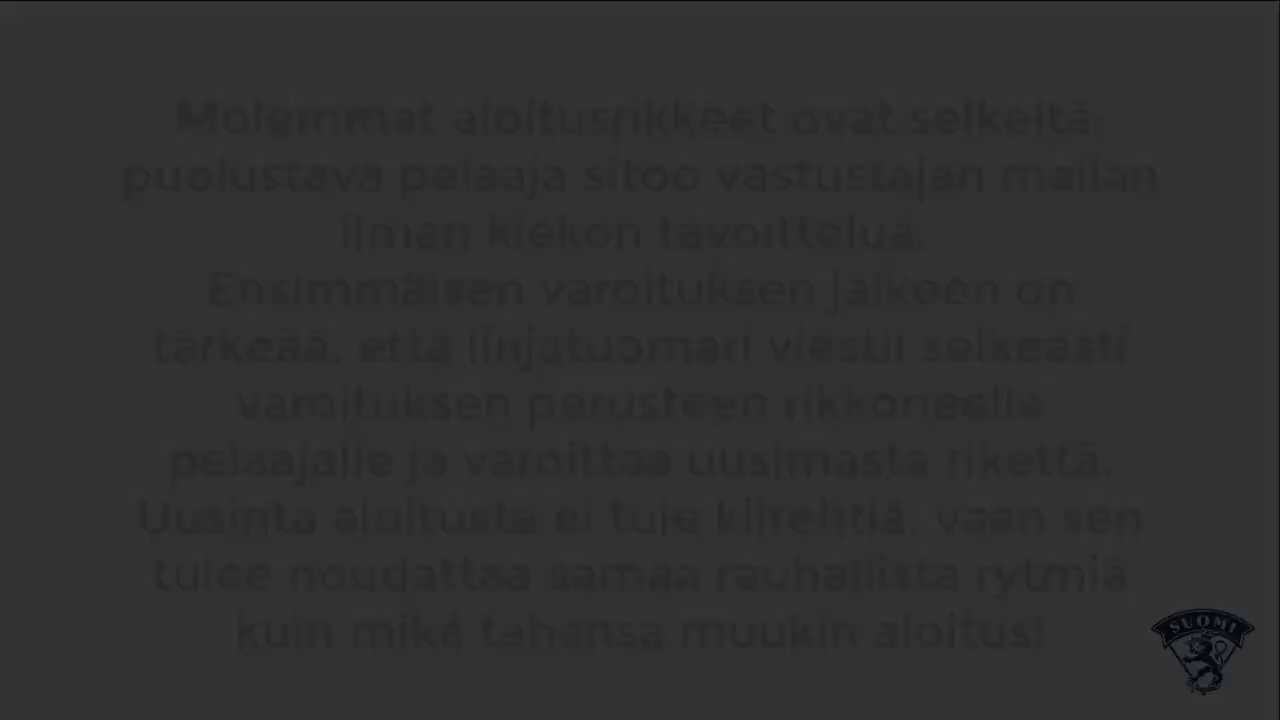 Molemmat aloitusrikkeet ovat selkeitä;
puolustava pelaaja sitoo vastustajan mailan
ilman kiekon tavoittelua.
Ensimmäisen varoituksen jälkeen on
tärkeää, että linjatuomari viestii selkeästi
varoituksen perusteen rikkoneelle
pelaajalle ja varoittaa uusimasta rikettä.
Uusinta aloitusta ei tule kiirehtiä, vaan sen
tulee noudattaa samaa rauhallista rytmiä
kuin mikä tahansa muukin aloitus!
SUOMI